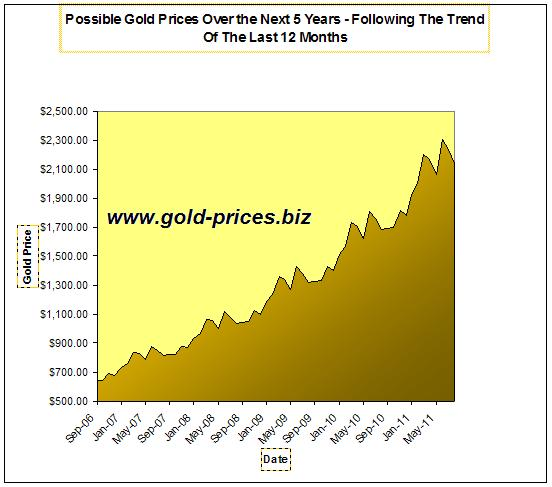 Possible Gold Prices Over the Next 5 Years - Following The Trend
Of The Last 12 Months
$2,500.00
$2,300.00
$2,100.00
$1,900.00
$1,700.00
$1,500.00
$1,300.00
$1,100.00
$900.00
$700.00
$500.00
Gold Price
www.gold-prices.biz
Sep-06
Jan-07
May-07
Sep-07
Jan-08
May-08
Sep-08
Jan-09
May-09
Sep-09
Jan-10
May-10
Sep-10
Jan-11
May-11
Date